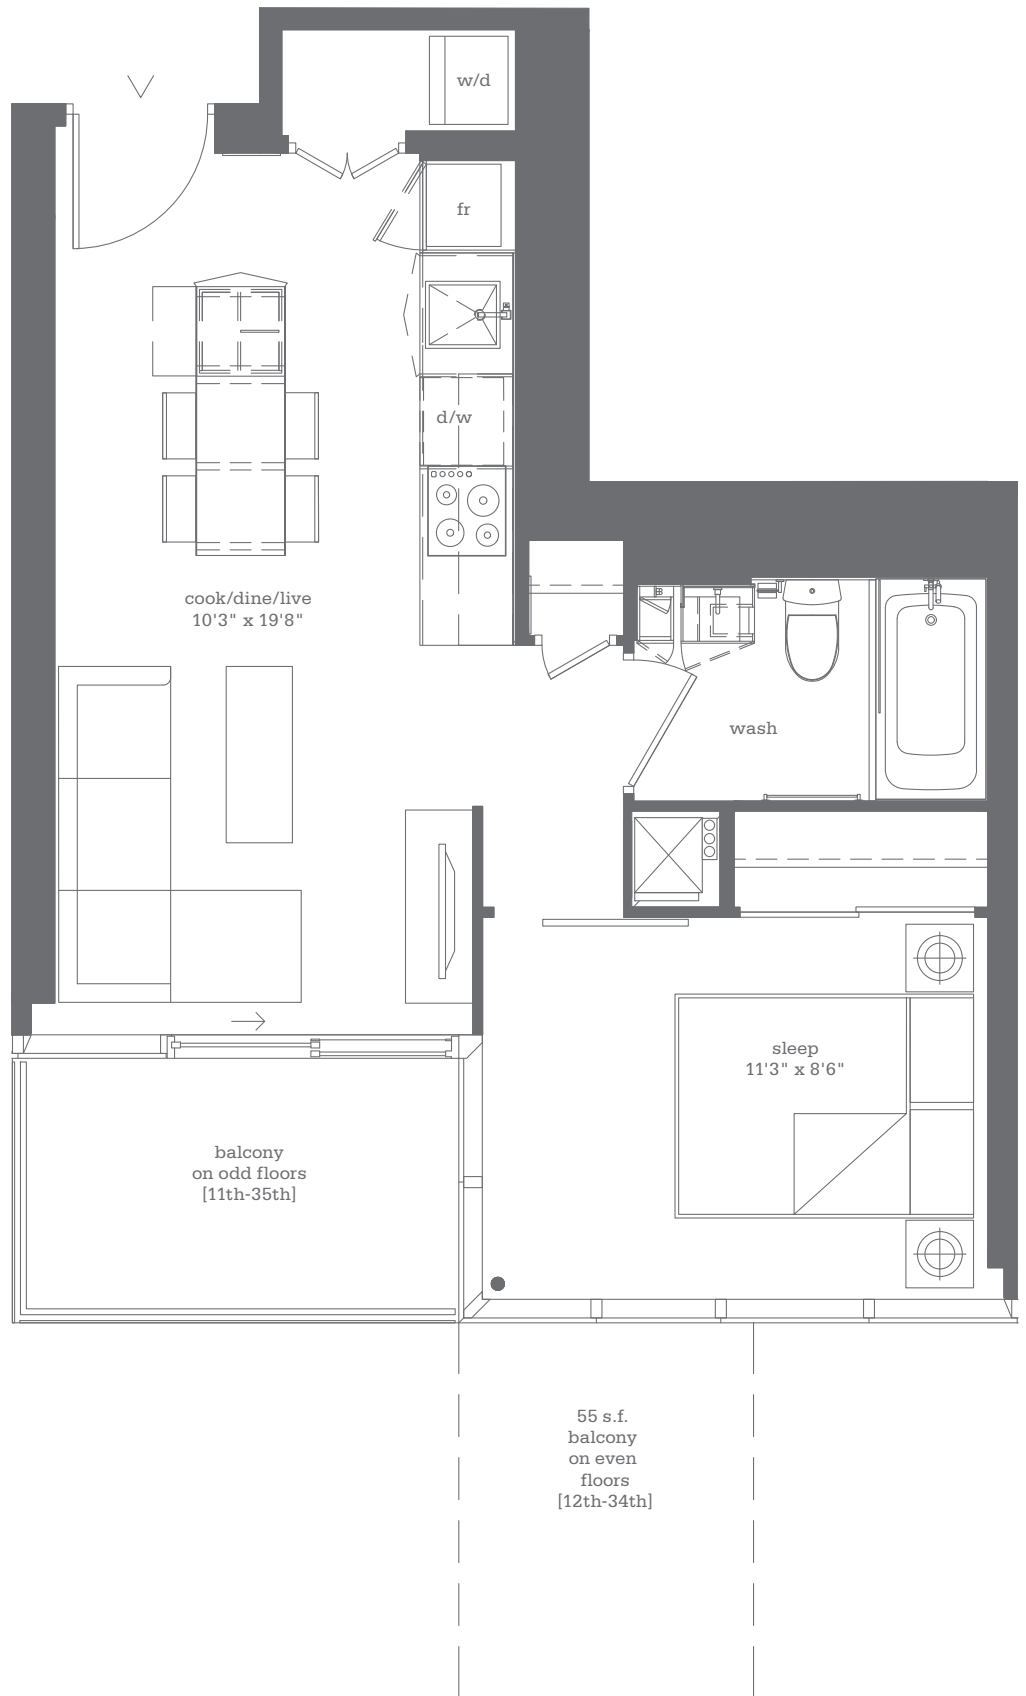 w/d
fr
d/w
cook/dine/live
10'3" x 19'8"
wash
sleep
11'3" x 8'6"
balcony
on odd floors
[11th-35th]
55 s.f.
balcony
on even
floors
[12th-34th]